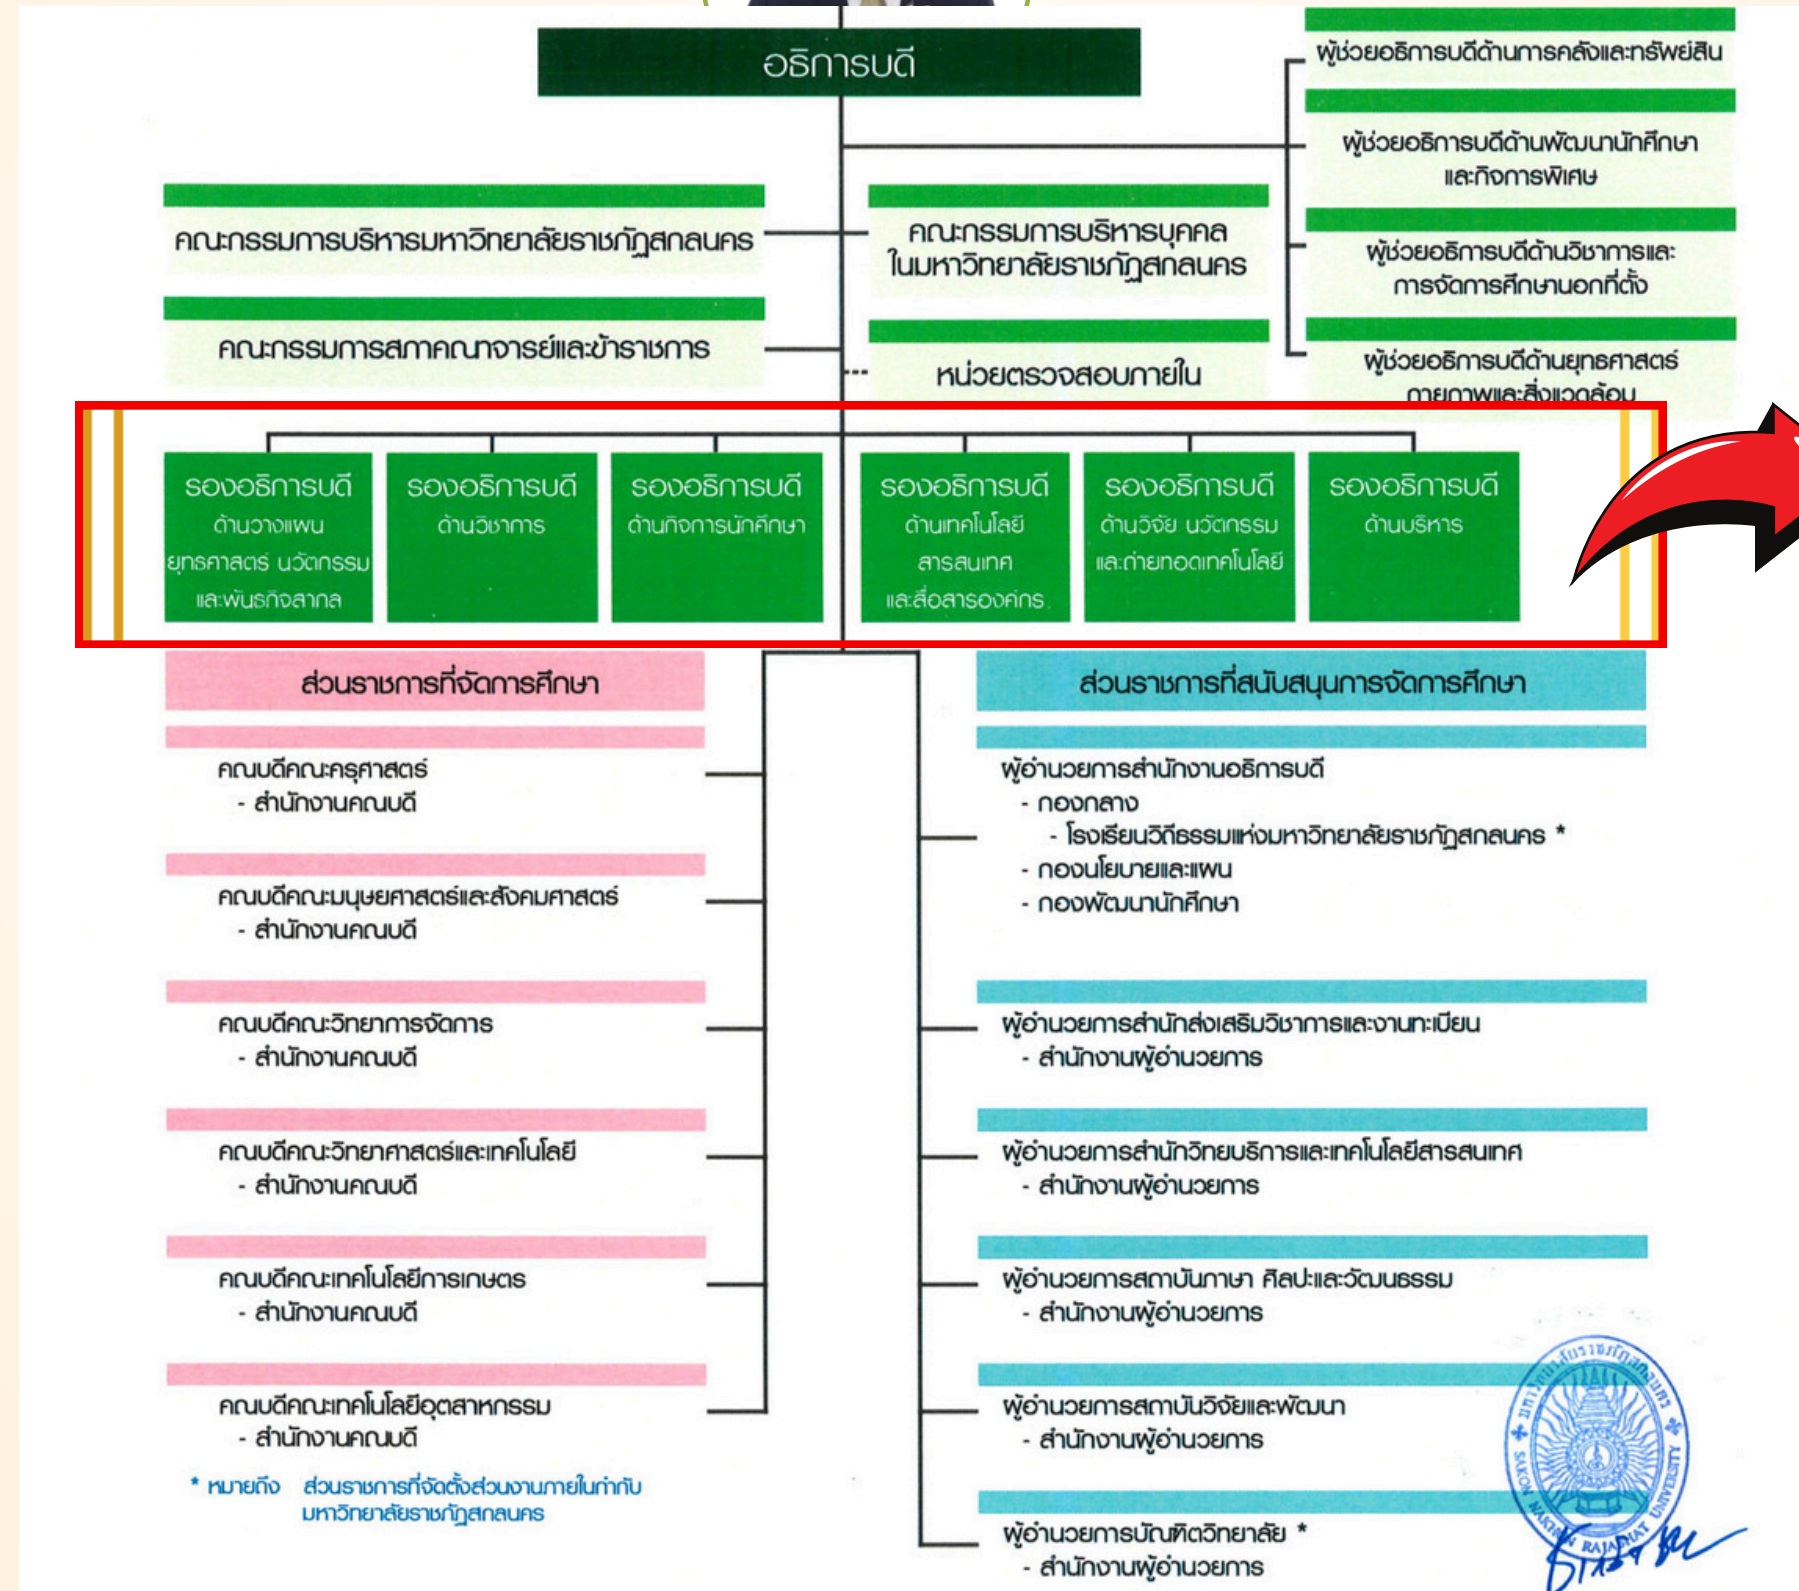 อธิการบดี
ผู้ช่วยอธิการบดีด้านการคลังและทรัพย์สิน
ผู้ช่วยอธิการบดีด้านพัฒนานักศึกษา
และกิจการพิเศษ
คณะกรรมการบริหารมหาวิทยาลัยราชภัฏสกลนคร
คณะกรรมการบริหารบุคคล
ในมหาวิทยาลัยราชภัฏสกลนคร
ผู้ช่วยอธิการบดีด้านวิชาการและ
การจัดการศึกษานอกที่ตั้ง
คณะกรรมการสภาคณาจารย์และข้าราชการ
หน่วยตรวจสอบภายใน
ผู้ช่วยอธิการบดีด้านยุทธศาสตร์
กายภาพและสิ่งแวดล้อม
รองอธิการบดี
ด้านวางแผน
ยุทธศาสตร์ นวัตกรรม
และพันธกิจสากล
รองอธิการบดี
ด้านวิชาการ
รองอธิการบดี
ด้านกิจการนักศึกษา
รองอธิการบดี
ด้านเทคโนโลยี
สารสนเทศ
และสื่อสารองค์กร
รองอธิการบดี
ด้านวิจัย นวัตกรรม
และถ่ายทอดเทคโนโลยี
รองอธิการบดี
ด้านบริหาร
ส่วนราชการที่จัดการศึกษา
คณบดีคณะครุศาสตร์
- สำนักงานคณบดี
คณบดีคณะมนุษยศาสตร์และสังคมศาสตร์
- สำนักงานคณบดี
คณบดีคณะวิทยาการจัดการ
- สำนักงานคณบดี
คณบดีคณะวิทยาศาสตร์และเทคโนโลยี
- สำนักงานคณบดี
คณบดีคณะเทคโนโลยีการเกษตร
- สำนักงานคณบดี
คณบดีคณะเทคโนโลยีอุตสาหกรรม
- สำนักงานคณบดี
* หมายถึง ส่วนราชการที่จัดตั้งส่วนงานภายในกำกับ
มหาวิทยาลัยราชภัฏสกลนคร
ส่วนราชการที่สนับสนุนการจัดการศึกษา
ผู้อำนวยการสำนักงานอธิการบดี
- กองกลาง
- โรงเรียนวิถีธรรมแห่งมหาวิทยาลัยราชภัฏสกลนคร *
- กองนโยบายและแผน
- กองพัฒนานักศึกษา
ผู้อำนวยการสำนักส่งเสริมวิชาการและงานทะเบียน
- สำนักงานผู้อำนวยการ
ผู้อำนวยการสำนักวิทยบริการและเทคโนโลยีสารสนเทศ
- สำนักงานผู้อำนวยการ
ผู้อำนวยการสถาบันภาษา ศิลปะและวัฒนธรรม
- สำนักงานผู้อำนวยการ
ผู้อำนวยการสถาบันวิจัยและพัฒนา
- สำนักงานผู้อำนวยการ
ผู้อำนวยการบัณฑิตวิทยาลัย *
- สำนักงานผู้อำนวยการ
มหาวิทยาลัยราชภัฏสกลนคร
SAKON NAKHON RAJABHAT UNIVERSITY